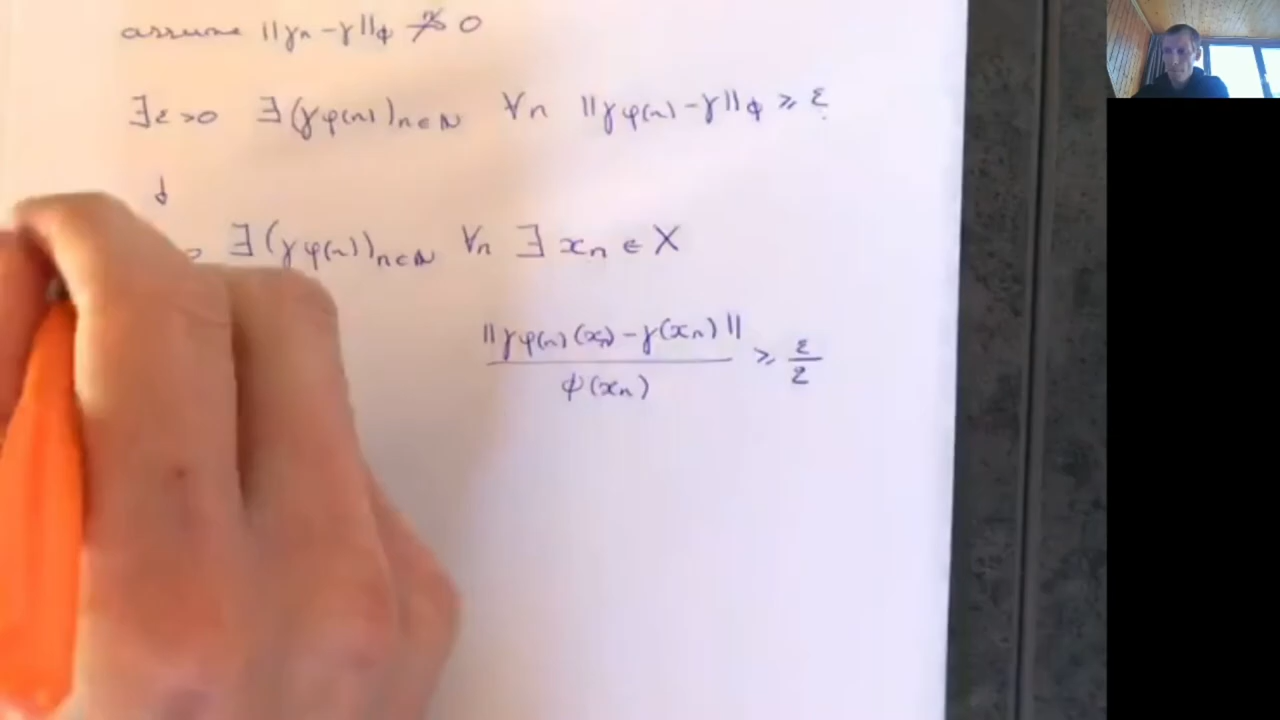 assume ||γn - γ||ϕ ↛ 0
∃ε>0 ∃(γφ(n))n∈ℕ ∀n ||γφ(n) - γ||ϕ ≥ ε
↓
∃(γφ(n))n∈ℕ ∀n ∃ xn ∈ X
||γφ(n)(xn) - γ(xn)|| / ϕ(xn) ≥ ε/2